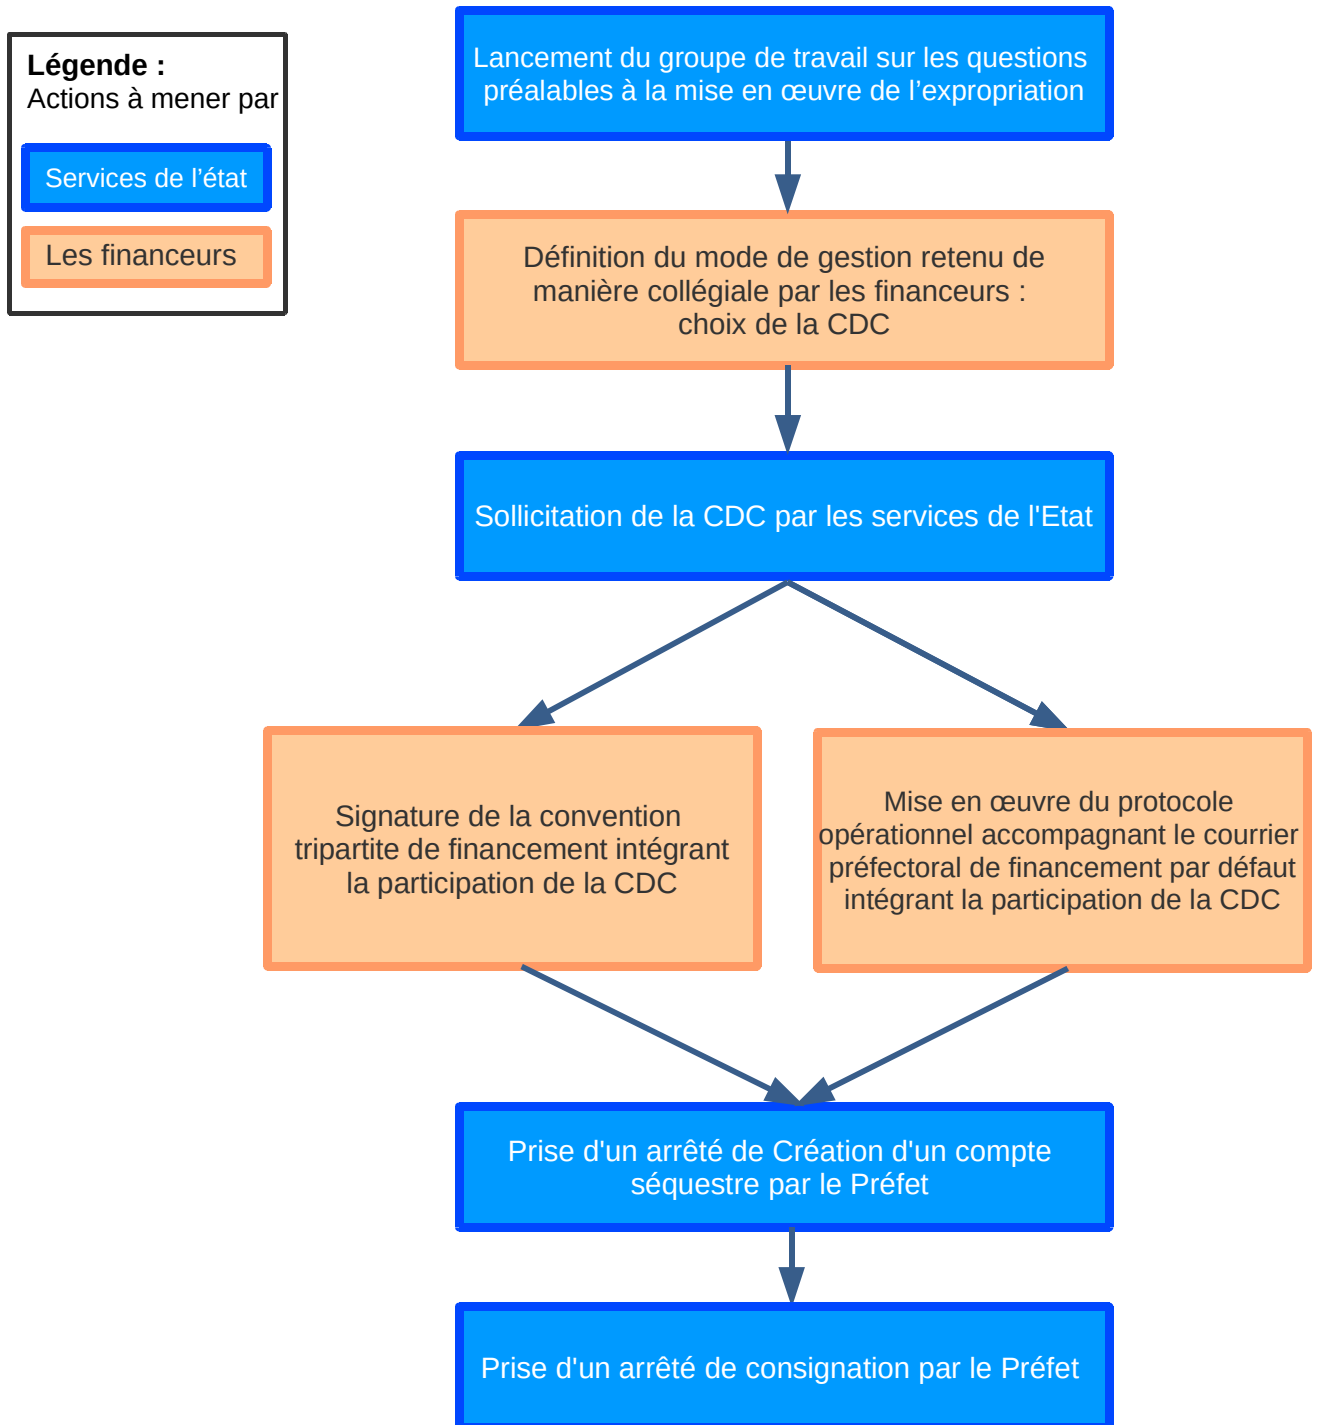 Légende :
Actions à mener par
Services de l’état
Les financeurs
Lancement du groupe de travail sur les questions
préalables à la mise en œuvre de l’expropriation
Définition du mode de gestion retenu de
manière collégiale par les financeurs :
choix de la CDC
Sollicitation de la CDC par les services de l'Etat
Signature de la convention
tripartite de financement intégrant
la participation de la CDC
Mise en œuvre du protocole
opérationnel accompagnant le courrier
préfectoral de financement par défaut
intégrant la participation de la CDC
Prise d'un arrêté de Création d'un compte
séquestre par le Préfet
Prise d'un arrêté de consignation par le Préfet